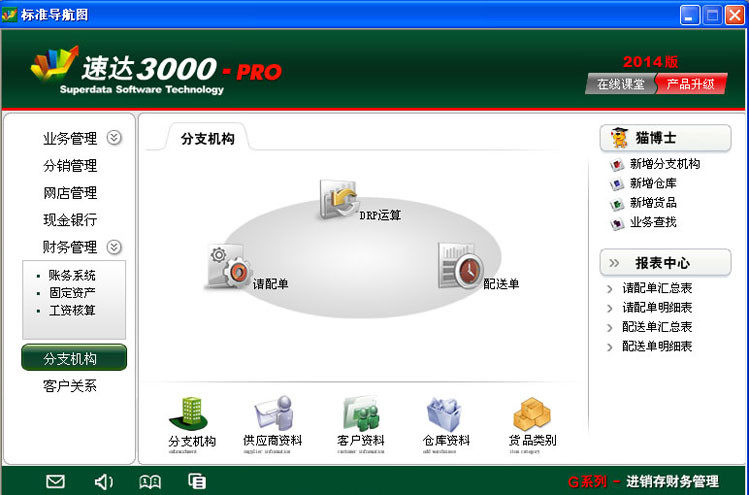 标准导航图
速达3000-PRO
Superdata Software Technology
2014版
在线课堂 产品升级
业务管理
分销管理
网店管理
现金银行
财务管理
账务系统
固定资产
工资核算
分支机构
客户关系
分支机构
DRP运算
请配单
配送单
分支机构
供应商资料
supplier information
客户资料
customer information
仓库资料
add warehouses
货品类别
item category
猫博士
新增分支机构
新增仓库
新增货品
业务查找
报表中心
请配单汇总表
请配单明细表
配送单汇总表
配送单明细表
G系列 - 进销存财务管理